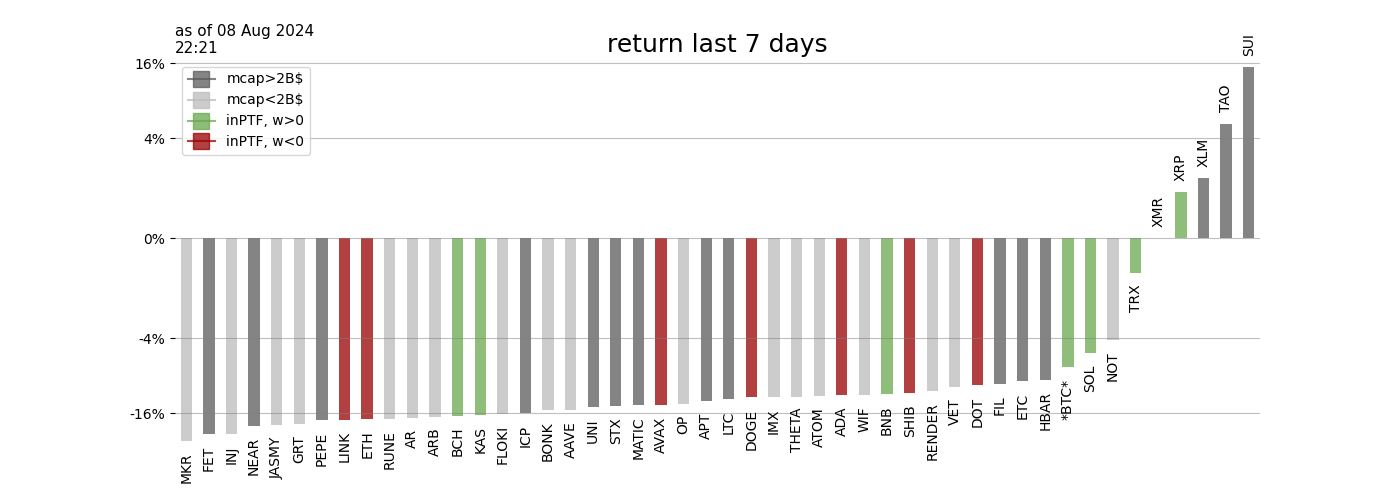 as of 08 Aug 2024
22:21
return last 7 days
16%
4%
0%
-4%
-16%
mcap>2B$
mcap<2B$
inPTF, w>0
inPTF, w<0
MKR
FET
INJ
NEAR
JASMY
GRT
PEPE
LINK
ETH
RUNE
AR
ARB
BCH
KAS
FLOKI
ICP
BONK
AAVE
UNI
STX
MATIC
AVAX
OP
APT
LTC
DOGE
IMX
THETA
ATOM
ADA
WIF
BNB
SHIB
RENDER
VET
DOT
FIL
ETC
HBAR
*BTC*
SOL
NOT
TRX
XMR
XRP
XLM
TAO
SUI